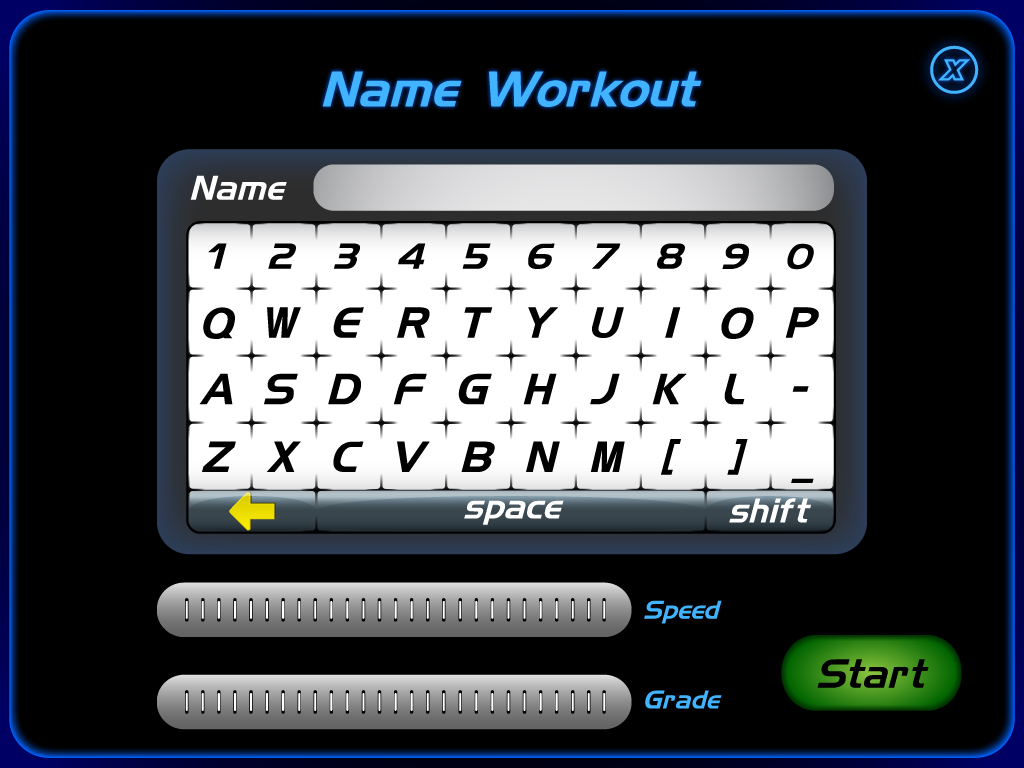 Name Workout
X
Name
1 2 3 4 5 6 7 8 9 0
Q W E R T Y U I O P
A S D F G H J K L -
Z X C V B N M [ ] _
space shift
Speed
Start
Grade